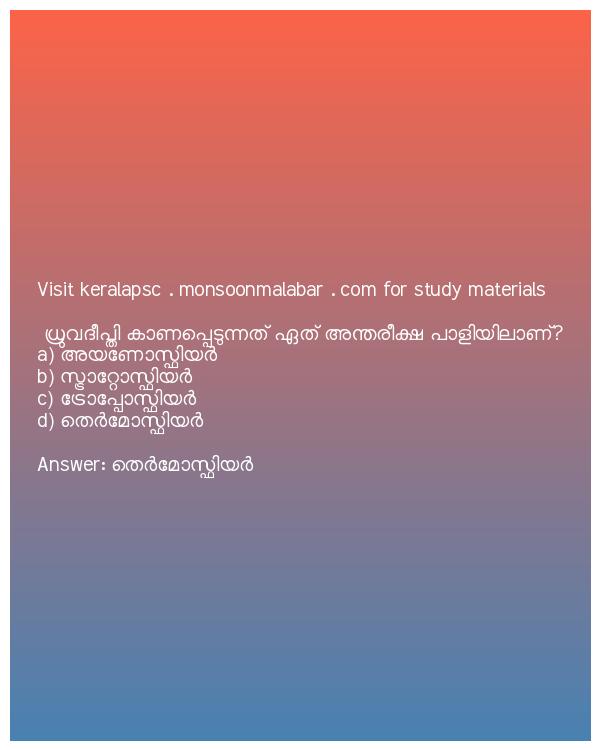 Visit keralapsc . monsoonmalabar . com for study materials
ധ്രുവദീപ്തി കാണപ്പെടുന്നത് ഏത് അന്തരീക്ഷ പാളിയിലാണ്?
a) അയണോസ്ഫിയർ
b) സ്ട്രാറ്റോസ്ഫിയർ
c) ട്രോപ്പോസ്ഫിയർ
d) തെർമോസ്ഫിയർ
Answer: തെർമോസ്ഫിയർ